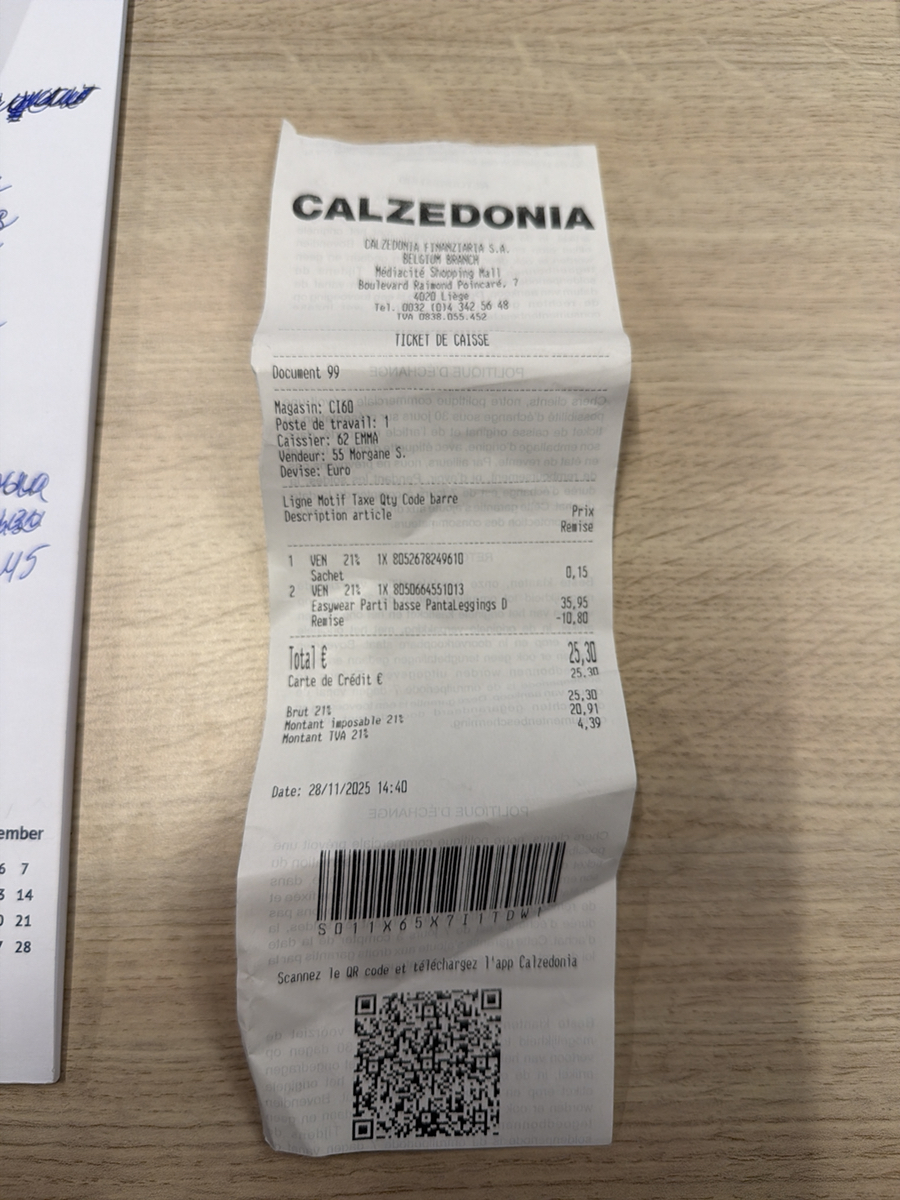 CALZEDONIA
CALZEDONIA FINANZIARIA S.A.
BELGIUM BRANCH
Médiacité Shopping Mall
Boulevard Raimond Poincaré, 7
4020 Liège
Tel. 0032 (0)4 342 56 48
TVA 0838.055.452
TICKET DE CAISSE
Document 99
Magasin: CI60
Poste de travail: 1
Caissier: 62 EMMA
Vendeur: 55 Morgane S.
Devise: Euro
Ligne Motif Taxe Qty Code barre
Description article Prix
Remise
1 VEN 21% 1X 8052678249610
Sachet 0,15
2 VEN 21% 1X 8050664551013
Easywear Parti basse PantaLeggings D 35,95
Remise -10,80
Total € 25,30
Carte de Crédit € 25,30
Brut 21% 25,30
Montant imposable 21% 20,91
Montant TVA 21% 4,39
Date: 28/11/2025 14:40
POLITIQUE D'ÉCHANGE
S011X65X7I1TDW1
Scannez le QR code et téléchargez l'app Calzedonia
ember
6 7
14
21
28
45